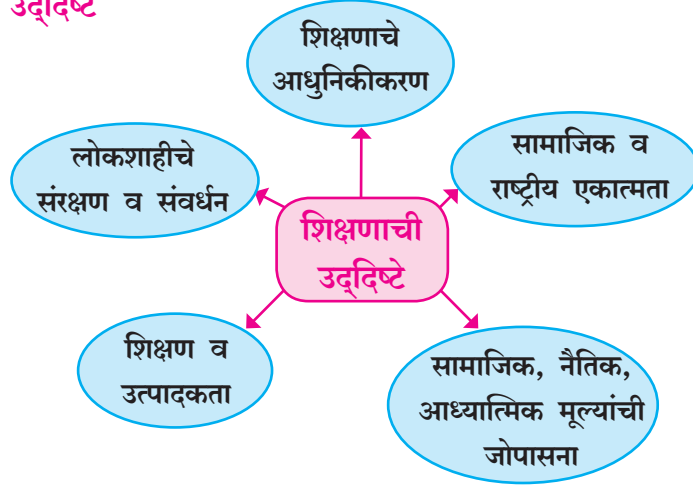 उद्‌दिष्टे
शिक्षणाचे
आधुनिकीकरण
लोकशाहीचे
संरक्षण व संवर्धन
सामाजिक व
राष्ट्रीय एकात्मता
शिक्षणाची
उद्‌दिष्टे
शिक्षण व
उत्पादकता
सामाजिक, नैतिक,
आध्यात्मिक मूल्यांची
जोपासना